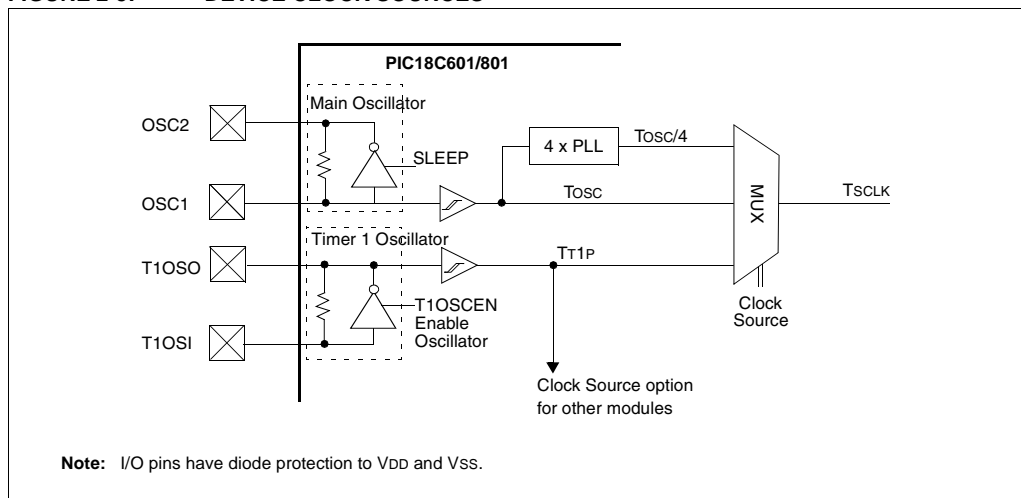 PIC18C601/801
Main Oscillator
OSC2
4 x PLL
TOSC/4
SLEEP
OSC1
TOSC
MUX
TSCLK
Timer 1 Oscillator
T1OSO
TT1P
T1OSCEN
Enable
Oscillator
Clock
Source
T1OSI
Clock Source option
for other modules
Note: I/O pins have diode protection to VDD and VSS.